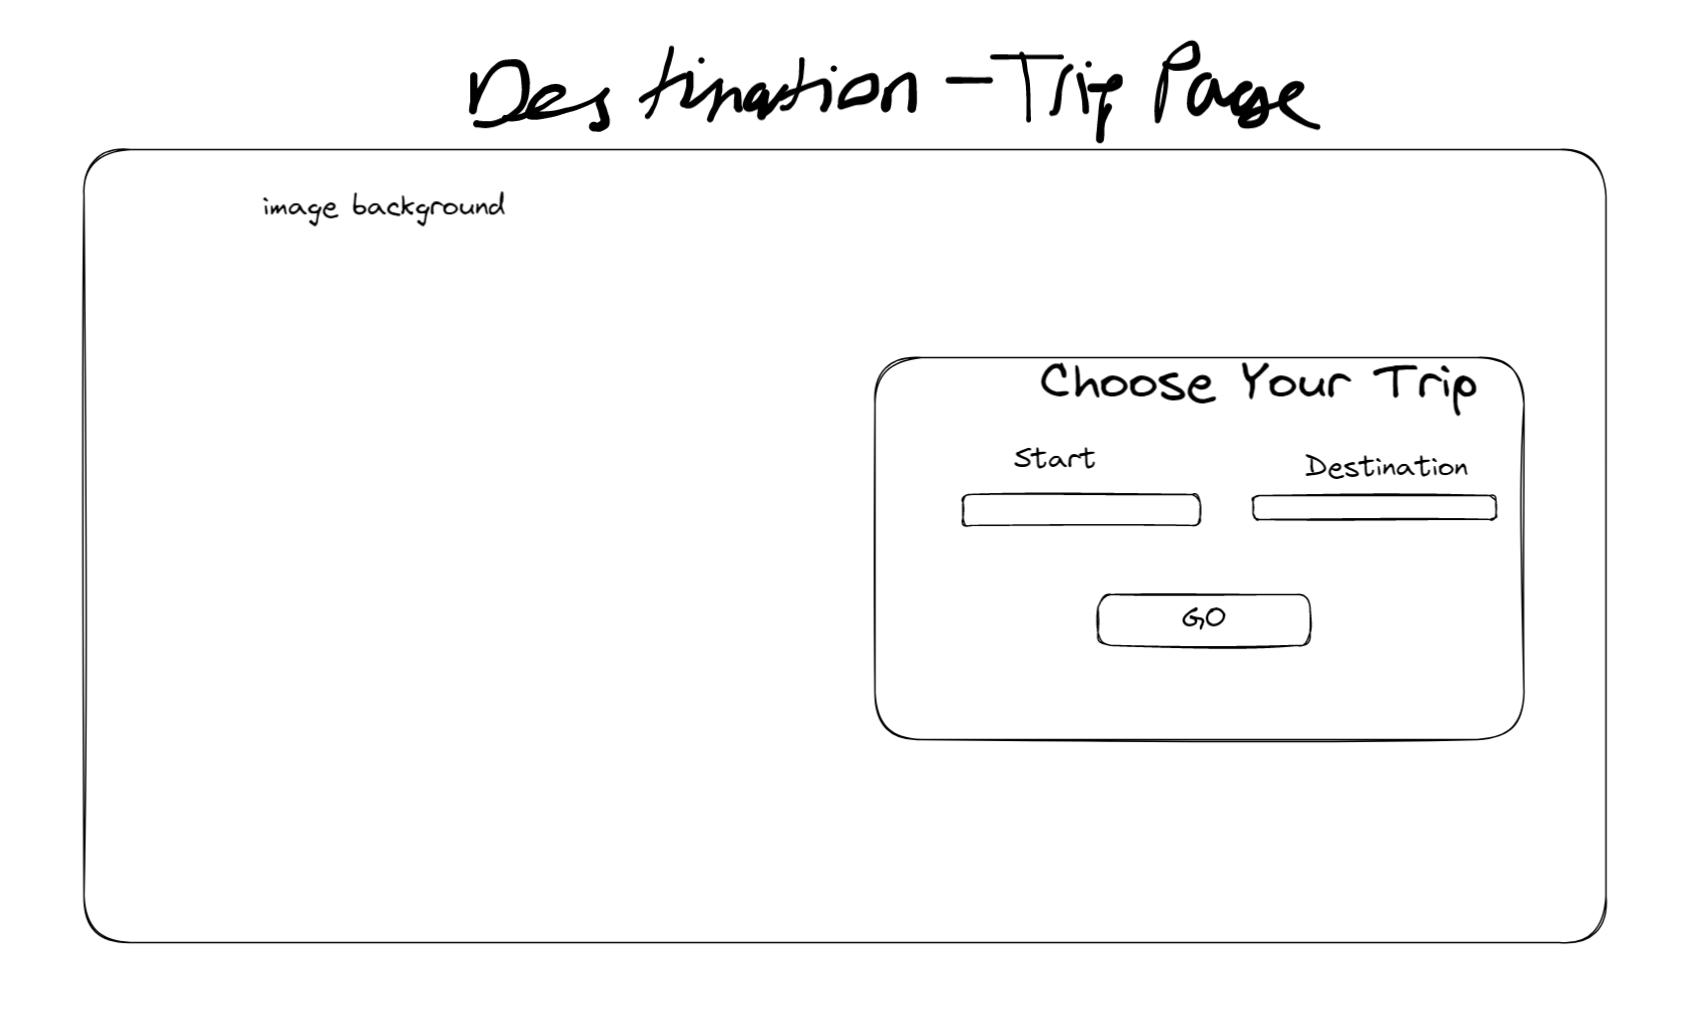 Destination - Trip Page
image background
Choose Your Trip
Start
Destination
GO